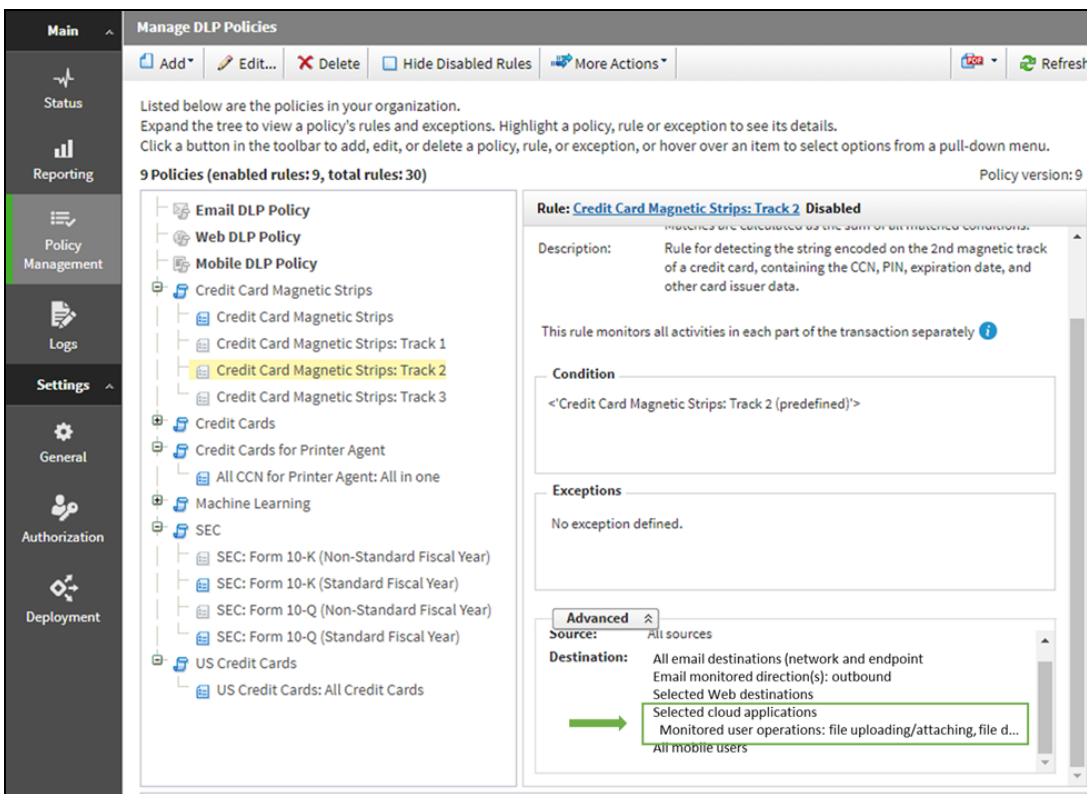 Main
Status
Reporting
Policy
Management
Logs
Settings
General
Authorization
Deployment
Manage DLP Policies
Add Edit... Delete Hide Disabled Rules More Actions PDF Refresh
Listed below are the policies in your organization.
Expand the tree to view a policy's rules and exceptions. Highlight a policy, rule or exception to see its details.
Click a button in the toolbar to add, edit, or delete a policy, rule, or exception, or hover over an item to select options from a pull-down menu.
9 Policies (enabled rules: 9, total rules: 30) Policy version: 9
Email DLP Policy
Web DLP Policy
Mobile DLP Policy
Credit Card Magnetic Strips
Credit Card Magnetic Strips
Credit Card Magnetic Strips: Track 1
Credit Card Magnetic Strips: Track 2
Credit Card Magnetic Strips: Track 3
Credit Cards
Credit Cards for Printer Agent
All CCN for Printer Agent: All in one
Machine Learning
SEC
SEC: Form 10-K (Non-Standard Fiscal Year)
SEC: Form 10-K (Standard Fiscal Year)
SEC: Form 10-Q (Non-Standard Fiscal Year)
SEC: Form 10-Q (Standard Fiscal Year)
US Credit Cards
US Credit Cards: All Credit Cards
Rule: Credit Card Magnetic Strips: Track 2 Disabled
Matches are calculated as the sum of all matched conditions.
Description: Rule for detecting the string encoded on the 2nd magnetic track
of a credit card, containing the CCN, PIN, expiration date, and
other card issuer data.
This rule monitors all activities in each part of the transaction separately i
Condition
<'Credit Card Magnetic Strips: Track 2 (predefined)'>
Exceptions
No exception defined.
Advanced
Source: All sources
Destination: All email destinations (network and endpoint
Email monitored direction(s): outbound
Selected Web destinations
Selected cloud applications
Monitored user operations: file uploading/attaching, file d...
All mobile users